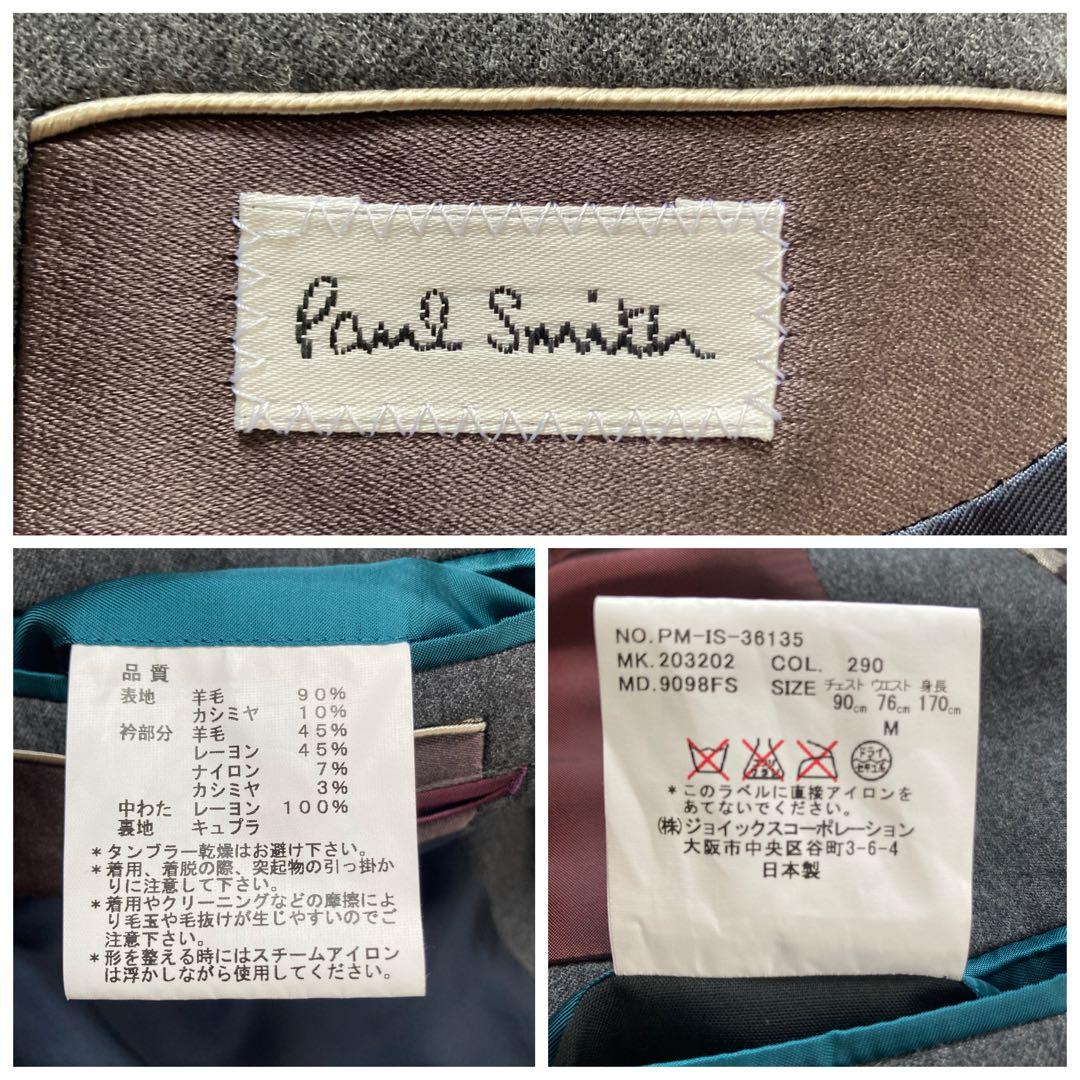 Paul Smith
品質
表地 羊毛 90%
カシミヤ 10%
衿部分 羊毛 45%
レーヨン 45%
ナイロン 7%
カシミヤ 3%
中わた レーヨン 100%
裏地 キュプラ
*タンブラー乾燥はお避け下さい。
*着用、着脱の際、突起物の引っ掛か
りに注意して下さい。
*着用やクリーニングなどの摩擦によ
り毛玉や毛抜けが生じやすいのでご
注意下さい。
*形を整える時にはスチームアイロン
は浮かしながら使用してください。
NO.PM-IS-36135
MK.203202 COL. 290
MD.9098FS SIZE チェスト ウエスト 身長
90cm 76cm 170cm
M
エンソ
サラシ
ドライ
セキユ系
*このラベルに直接アイロンを
あてないでください。
(株)ジョイックスコーポレーション
大阪市中央区谷町3-6-4
日本製